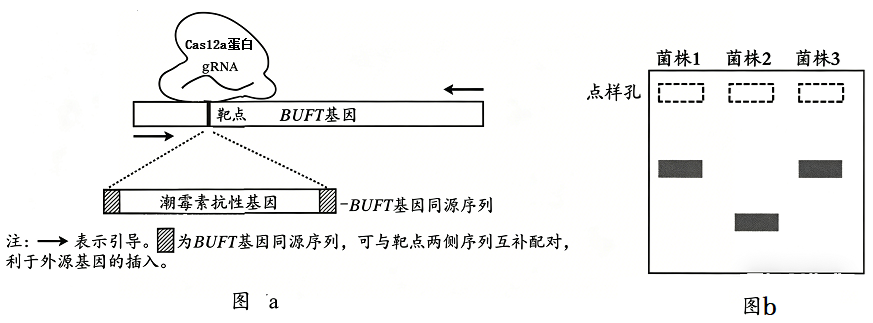 Cas12a蛋白
gRNA
靶点
BUFT基因
潮霉素抗性基因
-BUFT基因同源序列
注：→表示引导。为BUFT基因同源序列，可与靶点两侧序列互补配对，
利于外源基因的插入。
图 a
菌株1 菌株2 菌株3
点样孔
图b